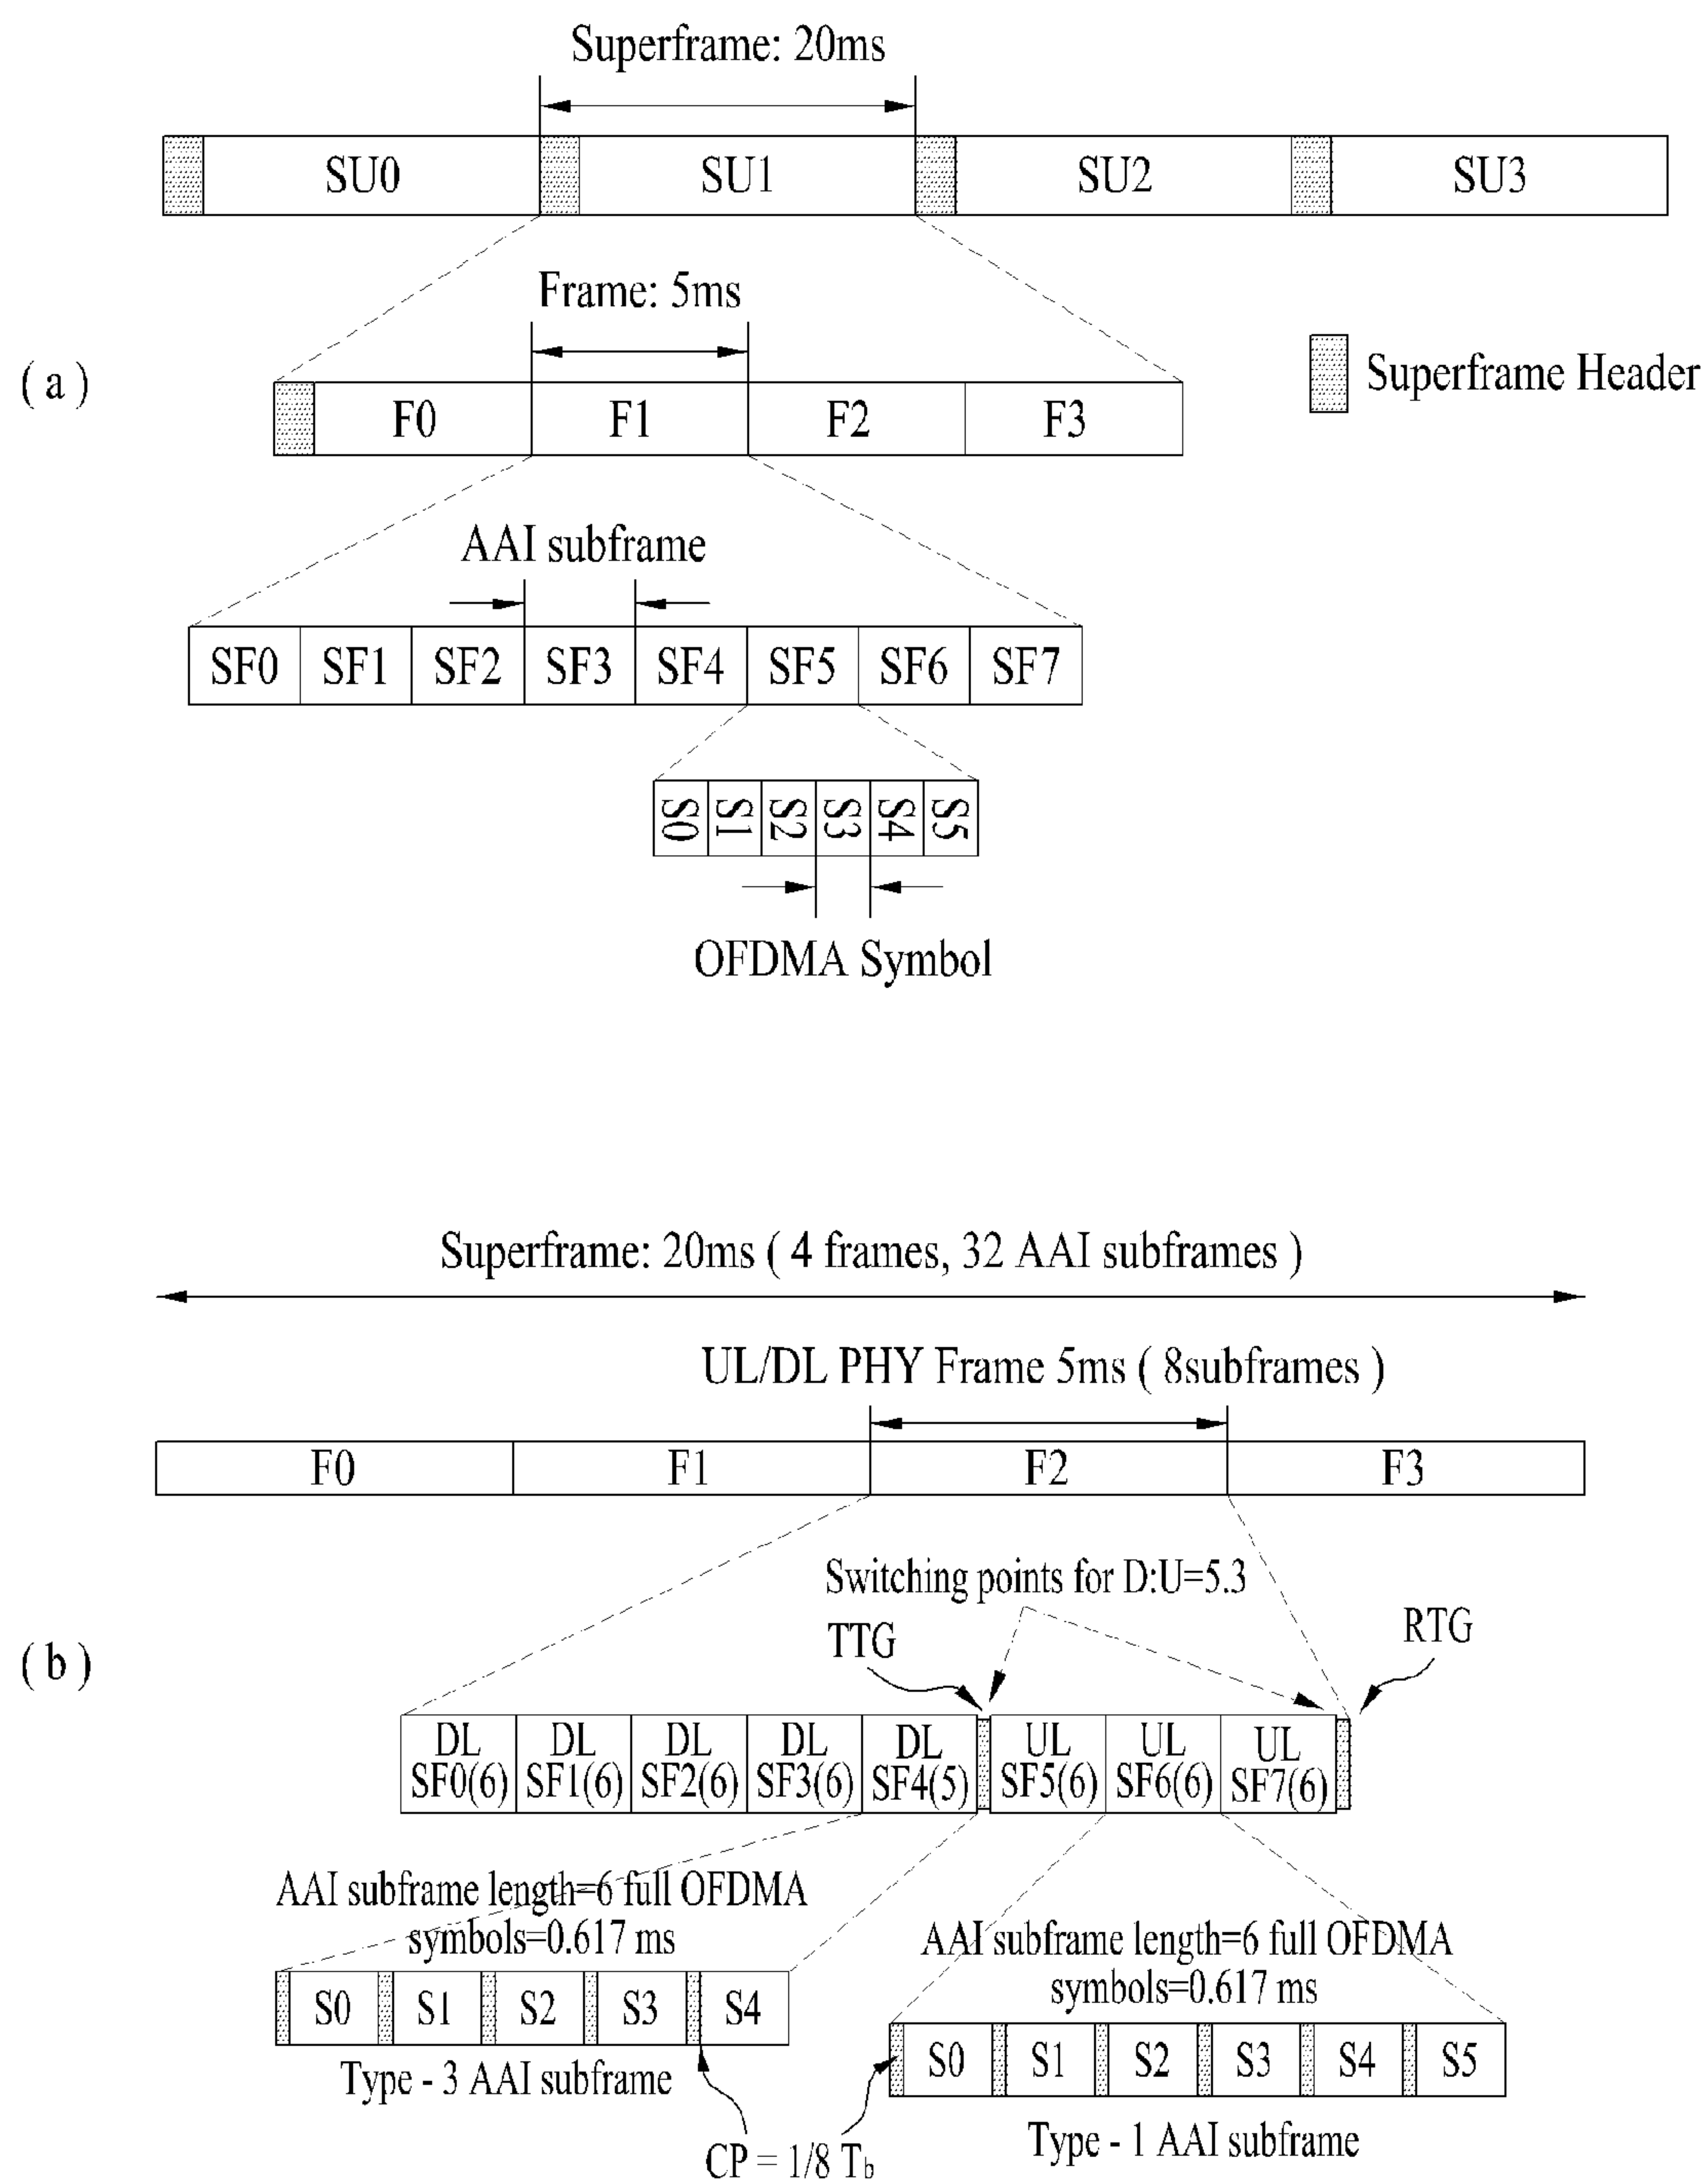 Superframe: 20ms
SU0 SU1 SU2 SU3
Frame: 5ms
( a )
Superframe Header
F0 F1 F2 F3
AAI subframe
SF0 SF1 SF2 SF3 SF4 SF5 SF6 SF7
S0 S1 S2 S3 S4 S5
OFDMA Symbol
Superframe: 20ms ( 4 frames, 32 AAI subframes )
UL/DL PHY Frame 5ms ( 8subframes )
F0 F1 F2 F3
Switching points for D:U=5.3
TTG
RTG
( b )
DL DL DL DL DL UL UL UL
SF0(6) SF1(6) SF2(6) SF3(6) SF4(5) SF5(6) SF6(6) SF7(6)
AAI subframe length=6 full OFDMA
symbols=0.617 ms
S0 S1 S2 S3 S4
Type - 3 AAI subframe
AAI subframe length=6 full OFDMA
symbols=0.617 ms
S0 S1 S2 S3 S4 S5
Type - 1 AAI subframe
CP = 1/8 Tb